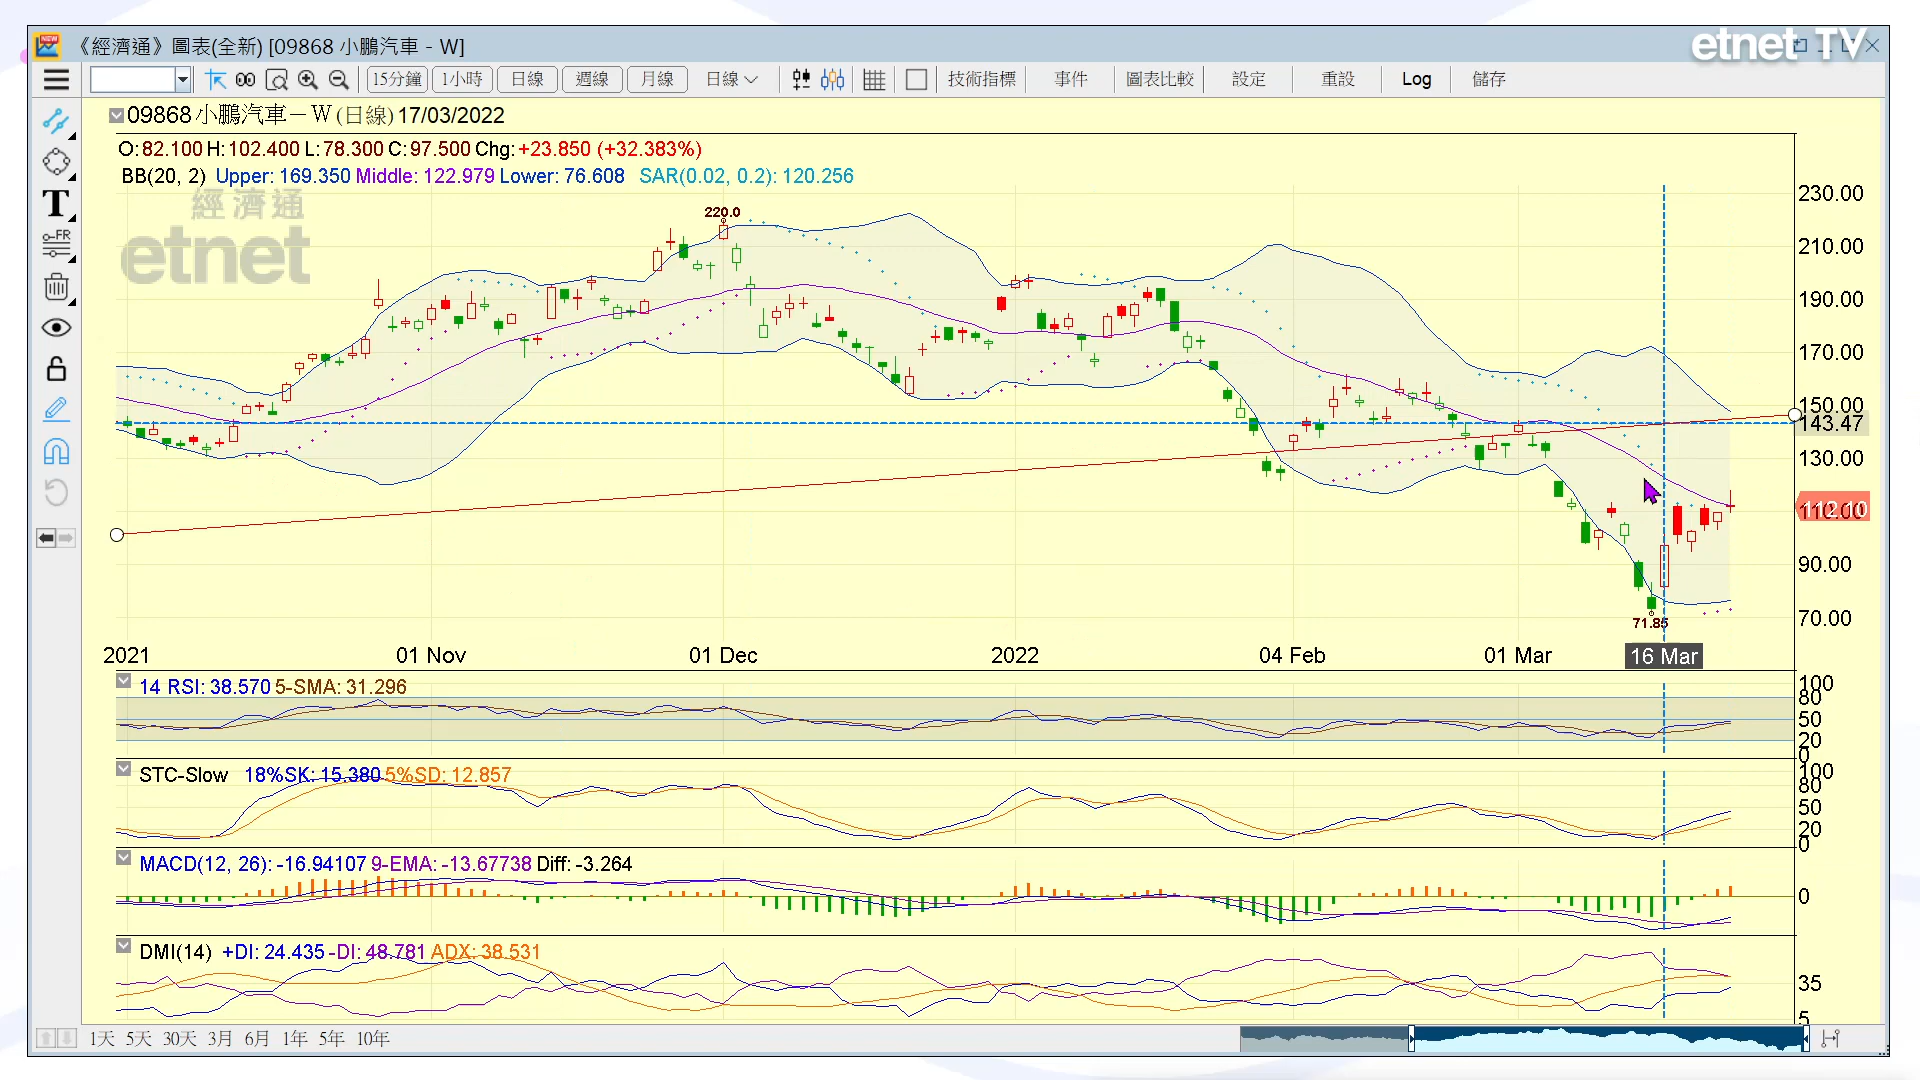 etnet TV
《經濟通》圖表(全新) [09868 小鵬汽車 - W]
15分鐘 1小時 日線 週線 月線 日線 技術指標 事件 圖表比較 設定 重設 Log 儲存
09868 小鵬汽車－W (日線) 17/03/2022
O:82.100 H:102.400 L:78.300 C:97.500 Chg:+23.850 (+32.383%)
BB(20, 2) Upper: 169.350 Middle: 122.979 Lower: 76.608 SAR(0.02, 0.2): 120.256
經濟通
etnet
T
FR
220.0
71.85
230.00
210.00
190.00
170.00
150.00
143.47
130.00
112.10
110.00
90.00
70.00
2021 01 Nov 01 Dec 2022 04 Feb 01 Mar 16 Mar
14 RSI: 38.570 5-SMA: 31.296
100
80
50
20
0
STC-Slow 18%SK: 15.380 5%SD: 12.857
100
80
50
20
0
MACD(12, 26): -16.94107 9-EMA: -13.67738 Diff: -3.264
0
DMI(14) +DI: 24.435 -DI: 48.781 ADX: 38.531
35
5
1天 5天 30天 3月 6月 1年 5年 10年